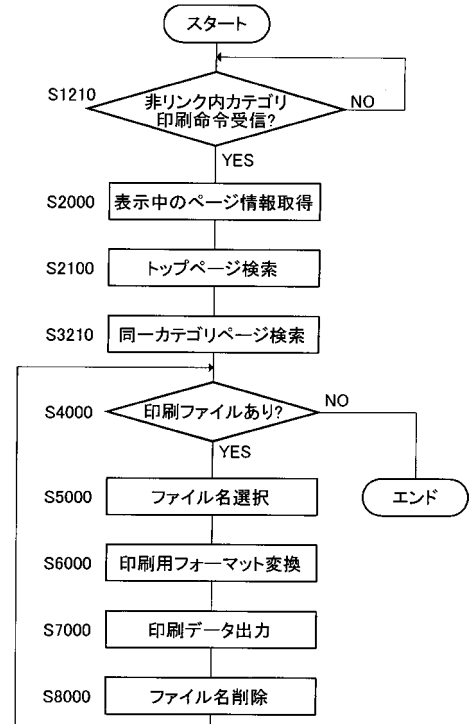 スタート
S1210
非リンク内カテゴリ
印刷命令受信?
NO
YES
S2000
表示中のページ情報取得
S2100
トップページ検索
S3210
同一カテゴリページ検索
S4000
印刷ファイルあり?
NO
YES
S5000
ファイル名選択
エンド
S6000
印刷用フォーマット変換
S7000
印刷データ出力
S8000
ファイル名削除